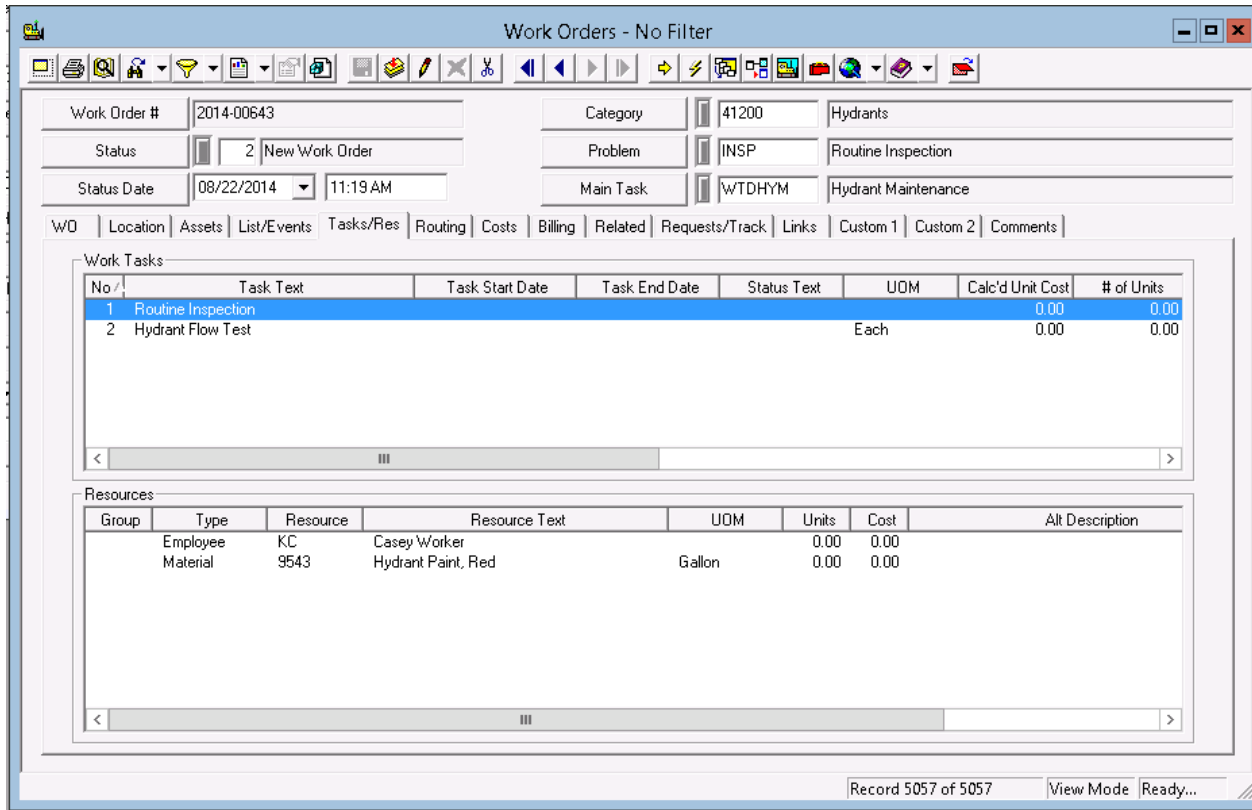 Work Orders - No Filter
Work Order # 2014-00643 Category 41200 Hydrants
Status 2 New Work Order Problem INSP Routine Inspection
Status Date 08/22/2014 11:19 AM Main Task WTDHYM Hydrant Maintenance
WO Location Assets List/Events Tasks/Res Routing Costs Billing Related Requests/Track Links Custom 1 Custom 2 Comments
Work Tasks
No Task Text Task Start Date Task End Date Status Text UOM Calc'd Unit Cost # of Units
1 Routine Inspection 0.00 0.00
2 Hydrant Flow Test Each 0.00 0.00
Resources
Group Type Resource Resource Text UOM Units Cost Alt Description
Employee KC Casey Worker 0.00 0.00
Material 9543 Hydrant Paint, Red Gallon 0.00 0.00
Record 5057 of 5057 View Mode Ready...